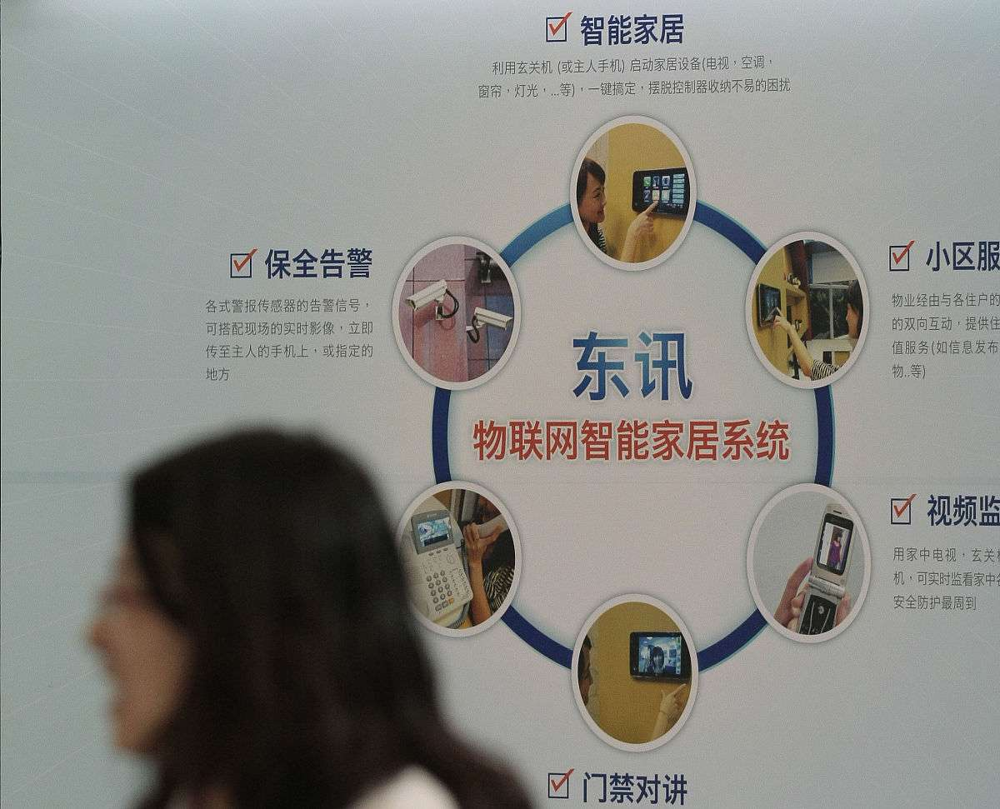 智能家居
利用玄关机 (或主人手机) 启动家居设备(电视，空调，
窗帘，灯光，...等)，一键搞定，摆脱控制器收纳不易的困扰
保全告警
各式警报传感器的告警信号，
可搭配现场的实时影像，立即
传至主人的手机上，或指定的
地方
小区服
物业经由与各住户的
的双向互动，提供住
值服务(如信息发布
物..等)
东讯
物联网智能家居系统
视频监
用家中电视，玄关
机，可实时监看家中
安全防护最周到
门禁对讲